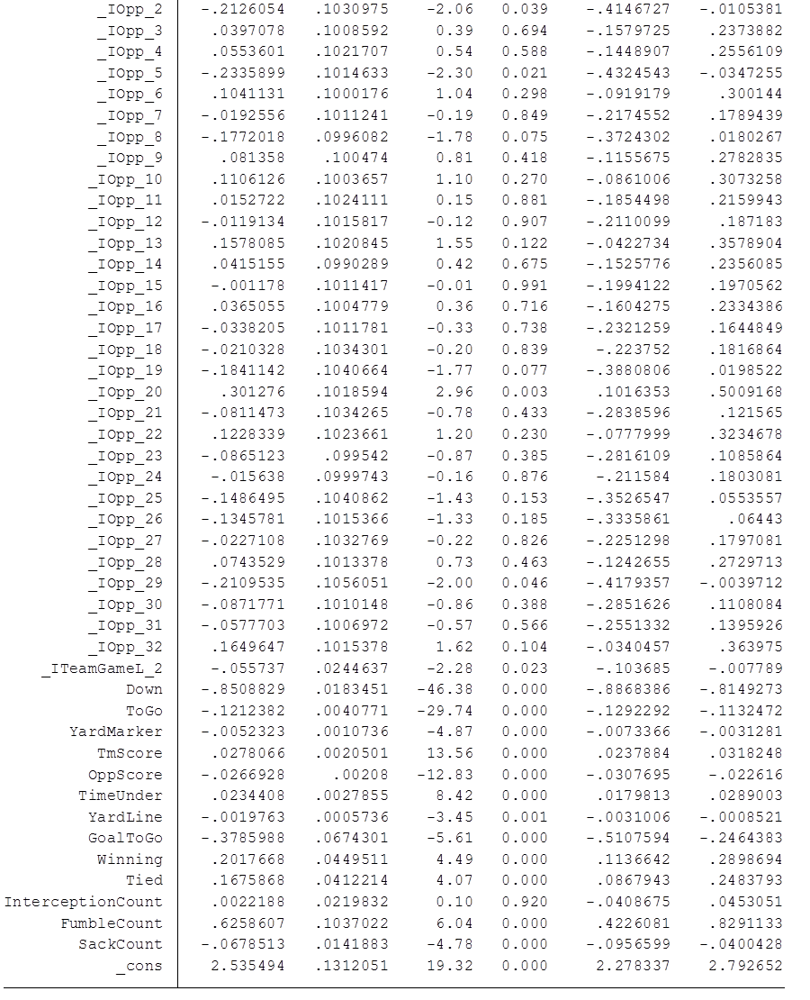 _IOpp_2 -.2126054 .1030975 -2.06 0.039 -.4146727 -.0105381
_IOpp_3 .0397078 .1008592 0.39 0.694 -.1579725 .2373882
_IOpp_4 .0553601 .1021707 0.54 0.588 -.1448907 .2556109
_IOpp_5 -.2335899 .1014633 -2.30 0.021 -.4324543 -.0347255
_IOpp_6 .1041131 .1000176 1.04 0.298 -.0919179 .300144
_IOpp_7 -.0192556 .1011241 -0.19 0.849 -.2174552 .1789439
_IOpp_8 -.1772018 .0996082 -1.78 0.075 -.3724302 .0180267
_IOpp_9 .081358 .100474 0.81 0.418 -.1155675 .2782835
_IOpp_10 .1106126 .1003657 1.10 0.270 -.0861006 .3073258
_IOpp_11 .0152722 .1024111 0.15 0.881 -.1854498 .2159943
_IOpp_12 -.0119134 .1015817 -0.12 0.907 -.2110099 .187183
_IOpp_13 .1578085 .1020845 1.55 0.122 -.0422734 .3578904
_IOpp_14 .0415155 .0990289 0.42 0.675 -.1525776 .2356085
_IOpp_15 -.001178 .1011417 -0.01 0.991 -.1994122 .1970562
_IOpp_16 .0365055 .1004779 0.36 0.716 -.1604275 .2334386
_IOpp_17 -.0338205 .1011781 -0.33 0.738 -.2321259 .1644849
_IOpp_18 -.0210328 .1034301 -0.20 0.839 -.223752 .1816864
_IOpp_19 -.1841142 .1040664 -1.77 0.077 -.3880806 .0198522
_IOpp_20 .301276 .1018594 2.96 0.003 .1016353 .5009168
_IOpp_21 -.0811473 .1034265 -0.78 0.433 -.2838596 .121565
_IOpp_22 .1228339 .1023661 1.20 0.230 -.0777999 .3234678
_IOpp_23 -.0865123 .099542 -0.87 0.385 -.2816109 .1085864
_IOpp_24 -.015638 .0999743 -0.16 0.876 -.211584 .1803081
_IOpp_25 -.1486495 .1040862 -1.43 0.153 -.3526547 .0553557
_IOpp_26 -.1345781 .1015366 -1.33 0.185 -.3335861 .06443
_IOpp_27 -.0227108 .1032769 -0.22 0.826 -.2251298 .1797081
_IOpp_28 .0743529 .1013378 0.73 0.463 -.1242655 .2729713
_IOpp_29 -.2109535 .1056051 -2.00 0.046 -.4179357 -.0039712
_IOpp_30 -.0871771 .1010148 -0.86 0.388 -.2851626 .1108084
_IOpp_31 -.0577703 .1006972 -0.57 0.566 -.2551332 .1395926
_IOpp_32 .1649647 .1015378 1.62 0.104 -.0340457 .363975
_ITeamGameL_2 -.055737 .0244637 -2.28 0.023 -.103685 -.007789
Down -.8508829 .0183451 -46.38 0.000 -.8868386 -.8149273
ToGo -.1212382 .0040771 -29.74 0.000 -.1292292 -.1132472
YardMarker -.0052323 .0010736 -4.87 0.000 -.0073366 -.0031281
TmScore .0278066 .0020501 13.56 0.000 .0237884 .0318248
OppScore -.0266928 .00208 -12.83 0.000 -.0307695 -.022616
TimeUnder .0234408 .0027855 8.42 0.000 .0179813 .0289003
YardLine -.0019763 .0005736 -3.45 0.001 -.0031006 -.0008521
GoalToGo -.3785988 .0674301 -5.61 0.000 -.5107594 -.2464383
Winning .2017668 .0449511 4.49 0.000 .1136642 .2898694
Tied .1675868 .0412214 4.07 0.000 .0867943 .2483793
InterceptionCount .0022188 .0219832 0.10 0.920 -.0408675 .0453051
FumbleCount .6258607 .1037022 6.04 0.000 .4226081 .8291133
SackCount -.0678513 .0141883 -4.78 0.000 -.0956599 -.0400428
_cons 2.535494 .1312051 19.32 0.000 2.278337 2.792652